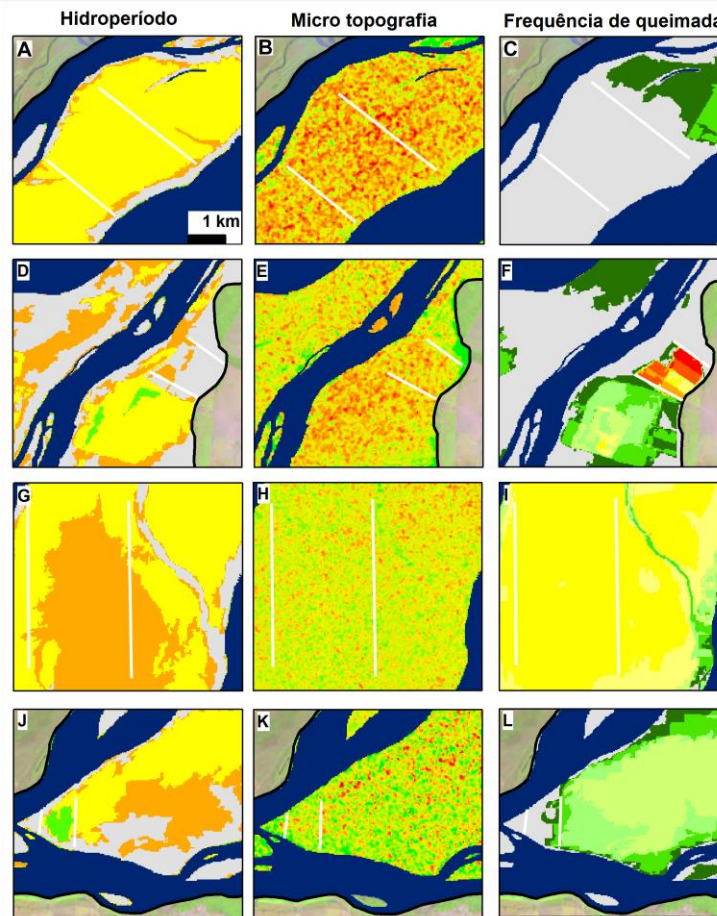 Hidroperíodo Micro topografia Frequência de queimada
A B C
1 km
D E F
G H I
J K L